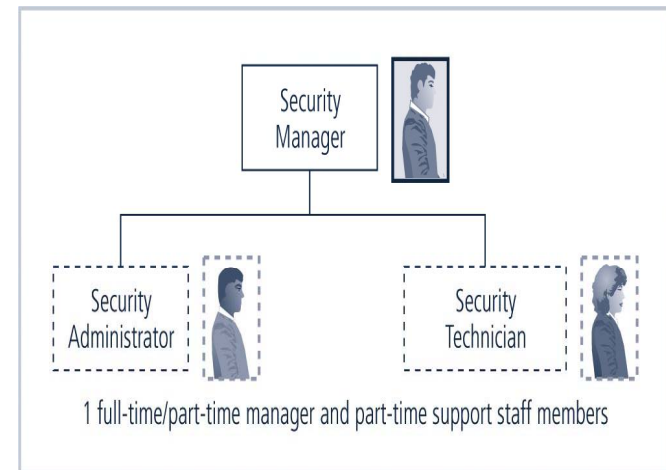 Security
Manager
Security
Administrator
Security
Technician
1 full-time/part-time manager and part-time support staff members